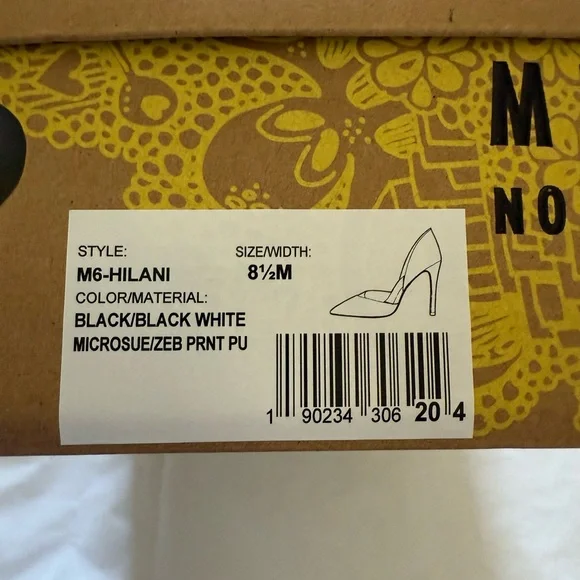 M
NO
STYLE: SIZE/WIDTH:
M6-HILANI 8½M
COLOR/MATERIAL:
BLACK/BLACK WHITE
MICROSUE/ZEB PRNT PU
1 90234 306 20 4